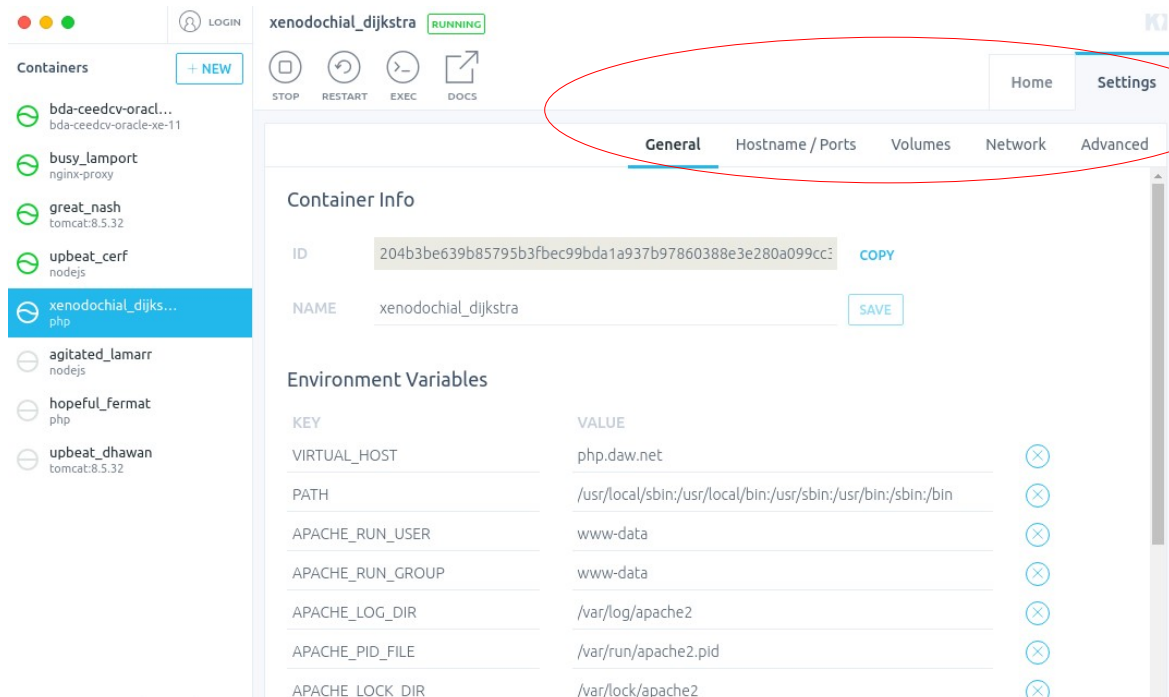 LOGIN
Containers
+ NEW
bda-ceedcv-oracl...
bda-ceedcv-oracle-xe-11
busy_lamport
nginx-proxy
great_nash
tomcat:8.5.32
upbeat_cerf
nodejs
xenodochial_dijks...
php
agitated_lamarr
nodejs
hopeful_fermat
php
upbeat_dhawan
tomcat:8.5.32
xenodochial_dijkstra RUNNING
STOP RESTART EXEC DOCS
Home Settings
General Hostname / Ports Volumes Network Advanced
Container Info
ID 204b3be639b85795b3fbec99bda1a937b97860388e3e280a099cc3 COPY
NAME xenodochial_dijkstra SAVE
Environment Variables
KEY VALUE
VIRTUAL_HOST php.daw.net
PATH /usr/local/sbin:/usr/local/bin:/usr/sbin:/usr/bin:/sbin:/bin
APACHE_RUN_USER www-data
APACHE_RUN_GROUP www-data
APACHE_LOG_DIR /var/log/apache2
APACHE_PID_FILE /var/run/apache2.pid
APACHE_LOCK_DIR /var/lock/apache2